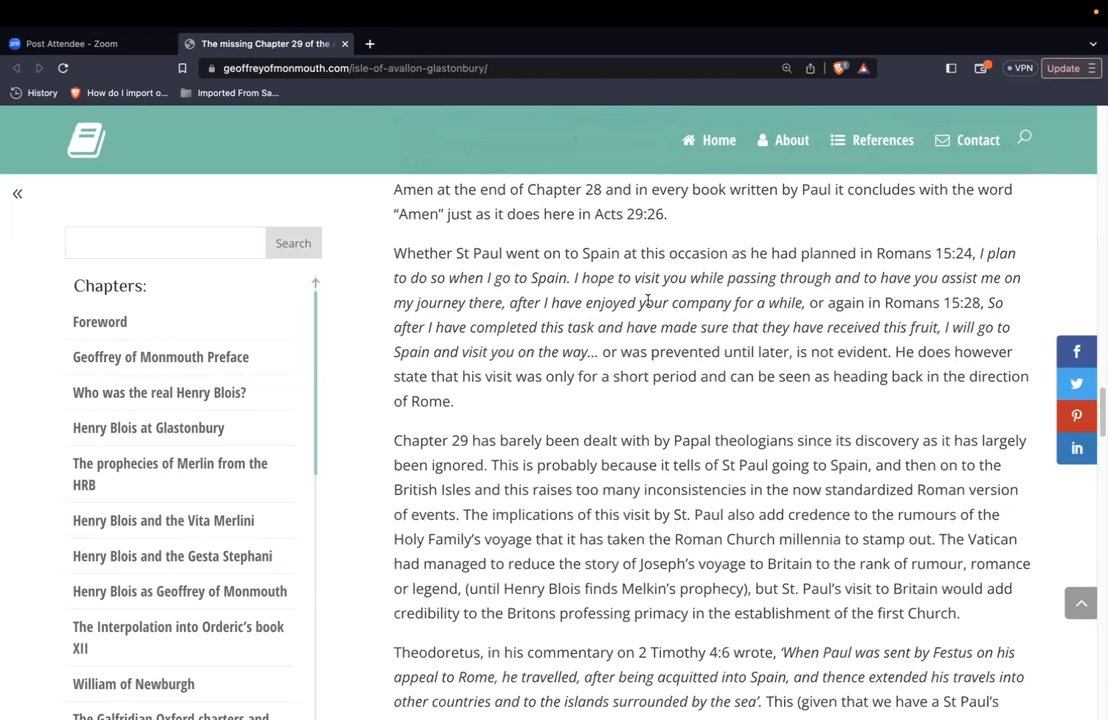 Post Attendee - Zoom
The missing Chapter 29 of the
geoffreyofmonmouth.com/isle-of-avallon-glastonbury/
1
VPN
Update
History
How do I import o...
Imported From Sa...
Home
About
References
Contact
«
Search
Chapters:
Foreword
Geoffrey of Monmouth Preface
Who was the real Henry Blois?
Henry Blois at Glastonbury
The prophecies of Merlin from the
HRB
Henry Blois and the Vita Merlini
Henry Blois and the Gesta Stephani
Henry Blois as Geoffrey of Monmouth
The Interpolation into Orderic's book
XII
William of Newburgh
The Galfridian Oxford charters and
Amen at the end of Chapter 28 and in every book written by Paul it concludes with the word
“Amen” just as it does here in Acts 29:26.
Whether St Paul went on to Spain at this occasion as he had planned in Romans 15:24, I plan
to do so when I go to Spain. I hope to visit you while passing through and to have you assist me on
my journey there, after I have enjoyed your company for a while, or again in Romans 15:28, So
after I have completed this task and have made sure that they have received this fruit, I will go to
Spain and visit you on the way... or was prevented until later, is not evident. He does however
state that his visit was only for a short period and can be seen as heading back in the direction
of Rome.
Chapter 29 has barely been dealt with by Papal theologians since its discovery as it has largely
been ignored. This is probably because it tells of St Paul going to Spain, and then on to the
British Isles and this raises too many inconsistencies in the now standardized Roman version
of events. The implications of this visit by St. Paul also add credence to the rumours of the
Holy Family’s voyage that it has taken the Roman Church millennia to stamp out. The Vatican
had managed to reduce the story of Joseph’s voyage to Britain to the rank of rumour, romance
or legend, (until Henry Blois finds Melkin’s prophecy), but St. Paul’s visit to Britain would add
credibility to the Britons professing primacy in the establishment of the first Church.
Theodoretus, in his commentary on 2 Timothy 4:6 wrote, ‘When Paul was sent by Festus on his
appeal to Rome, he travelled, after being acquitted into Spain, and thence extended his travels into
other countries and to the islands surrounded by the sea’. This (given that we have a St Paul’s